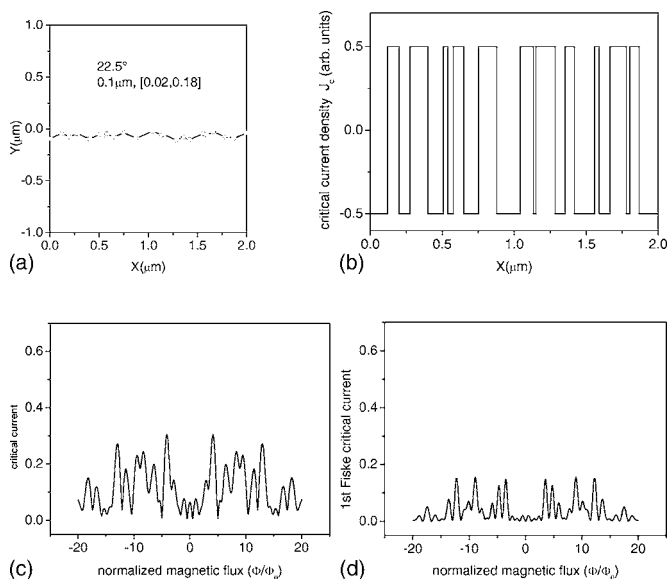 1.0
0.5
0.0
-0.5
-1.0
Y(μm)
22.5°
0.1μm, [0.02,0.18]
0.0 0.5 1.0 1.5 2.0
X(μm)
(a)
critical current density J_c (arb. units)
0.5
0.0
-0.5
0.0 0.5 1.0 1.5 2.0
X(μm)
(b)
critical current
0.6
0.4
0.2
0.0
-20 -10 0 10 20
normalized magnetic flux (Φ/Φ₀)
(c)
1st Fiske critical current
0.6
0.4
0.2
0.0
-20 -10 0 10 20
normalized magnetic flux (Φ/Φ₀)
(d)